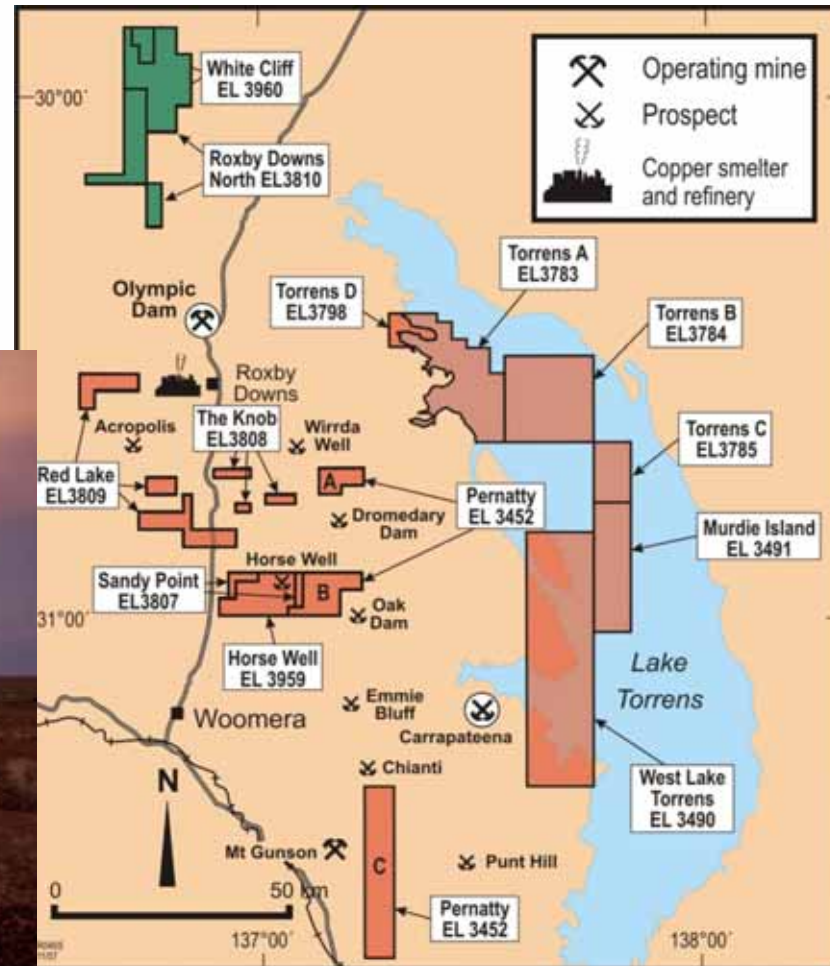 White Cliff
EL 3960
30°00'
Roxby Downs
North EL3810
Operating mine
Prospect
Copper smelter
and refinery
Olympic
Dam
Torrens D
EL3798
Torrens A
EL3783
Torrens B
EL3784
Roxby
Downs
Acropolis
The Knob
EL3808
Wirrda
Well
Torrens C
EL3785
Red Lake
EL3809
A
Pernatty
EL 3452
Dromedary
Dam
Murdie Island
EL 3491
Horse Well
Sandy Point
EL3807
B
Oak
Dam
31°00'
Horse Well
EL 3959
Lake
Torrens
Emmie
Bluff
Woomera
Carrapateena
Chianti
West Lake
Torrens
EL 3490
N
Mt Gunson
C
Punt Hill
0
50 km
Pernatty
EL 3452
137°00'
138°00'